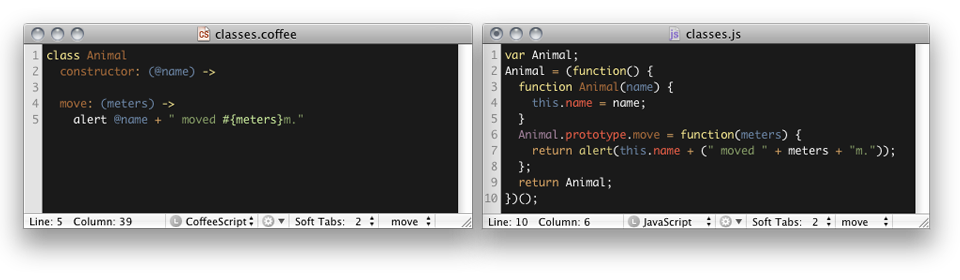 classes.coffee
1 class Animal
2   constructor: (@name) ->
3
4   move: (meters) ->
5     alert @name + " moved #{meters}m."
Line: 5   Column: 39   L CoffeeScript   Soft Tabs:   2   move
classes.js
1 var Animal;
2 Animal = (function() {
3   function Animal(name) {
4     this.name = name;
5   }
6   Animal.prototype.move = function(meters) {
7     return alert(this.name + (" moved " + meters + "m."));
8   };
9   return Animal;
10 })();
Line: 10   Column: 6   L JavaScript   Soft Tabs:   2   move